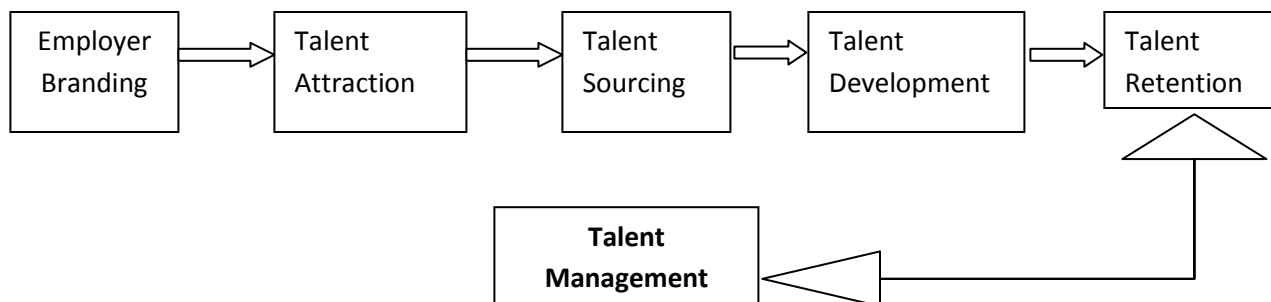 Employer
Branding
Talent
Attraction
Talent
Sourcing
Talent
Development
Talent
Retention
Talent
Management